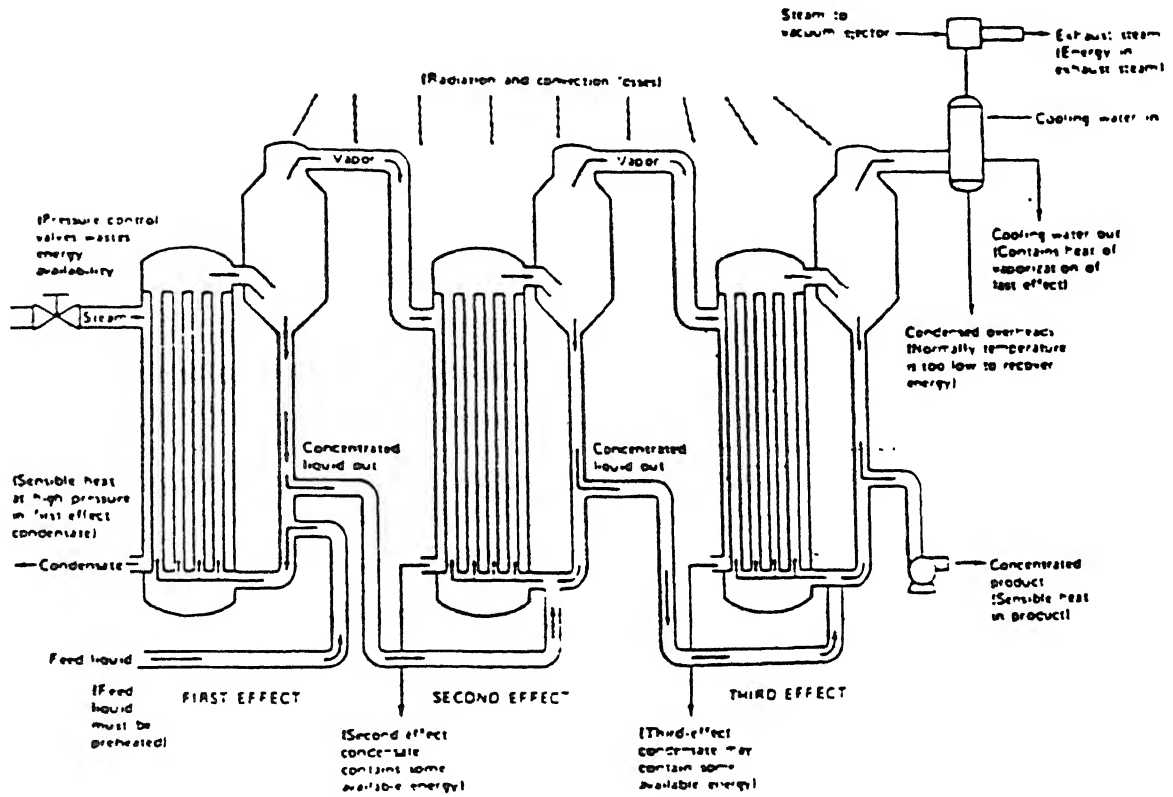 Steam to
vacuum ejector
Exhaust steam
(Energy in
exhaust steam)
(Radiation and convection losses)
Cooling water in
Vapor
Vapor
(Pressure control
valves wastes
energy
availability
Cooling water out
(Contains heat of
vaporization of
last effect)
Steam
Condensed overheads
(Normally temperature
is too low to recover
energy)
Concentrated
liquid out
Concentrated
liquid out
(Sensible heat
at high pressure
in first effect
condensate)
Condensate
Concentrated
product
(Sensible heat
in product)
Feed liquid
(Feed
liquid
must be
preheated)
FIRST EFFECT
SECOND EFFECT
THIRD EFFECT
(Second effect
condensate
contains some
available energy)
(Third-effect
condensate may
contain some
available energy)